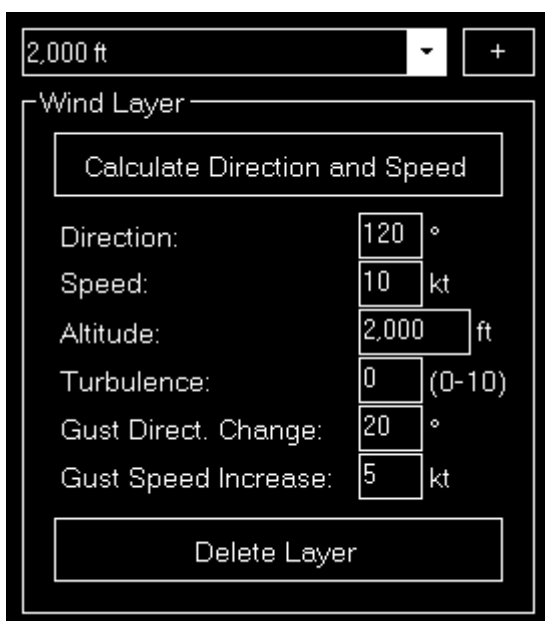 2,000 ft +
Wind Layer
Calculate Direction and Speed
Direction: 120 °
Speed: 10 kt
Altitude: 2,000 ft
Turbulence: 0 (0-10)
Gust Direct. Change: 20 °
Gust Speed Increase: 5 kt
Delete Layer